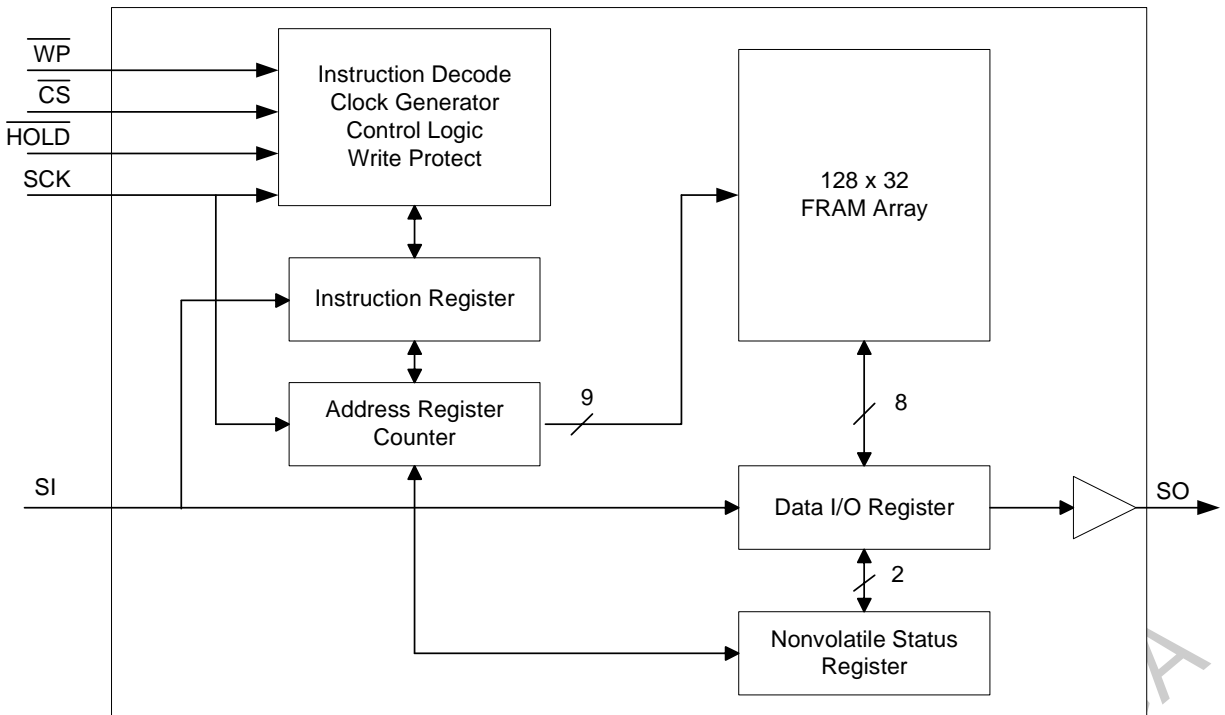 WP
CS
HOLD
SCK
Instruction Decode
Clock Generator
Control Logic
Write Protect
128 x 32
FRAM Array
Instruction Register
Address Register
Counter
9
8
SI
Data I/O Register
SO
2
Nonvolatile Status
Register
A